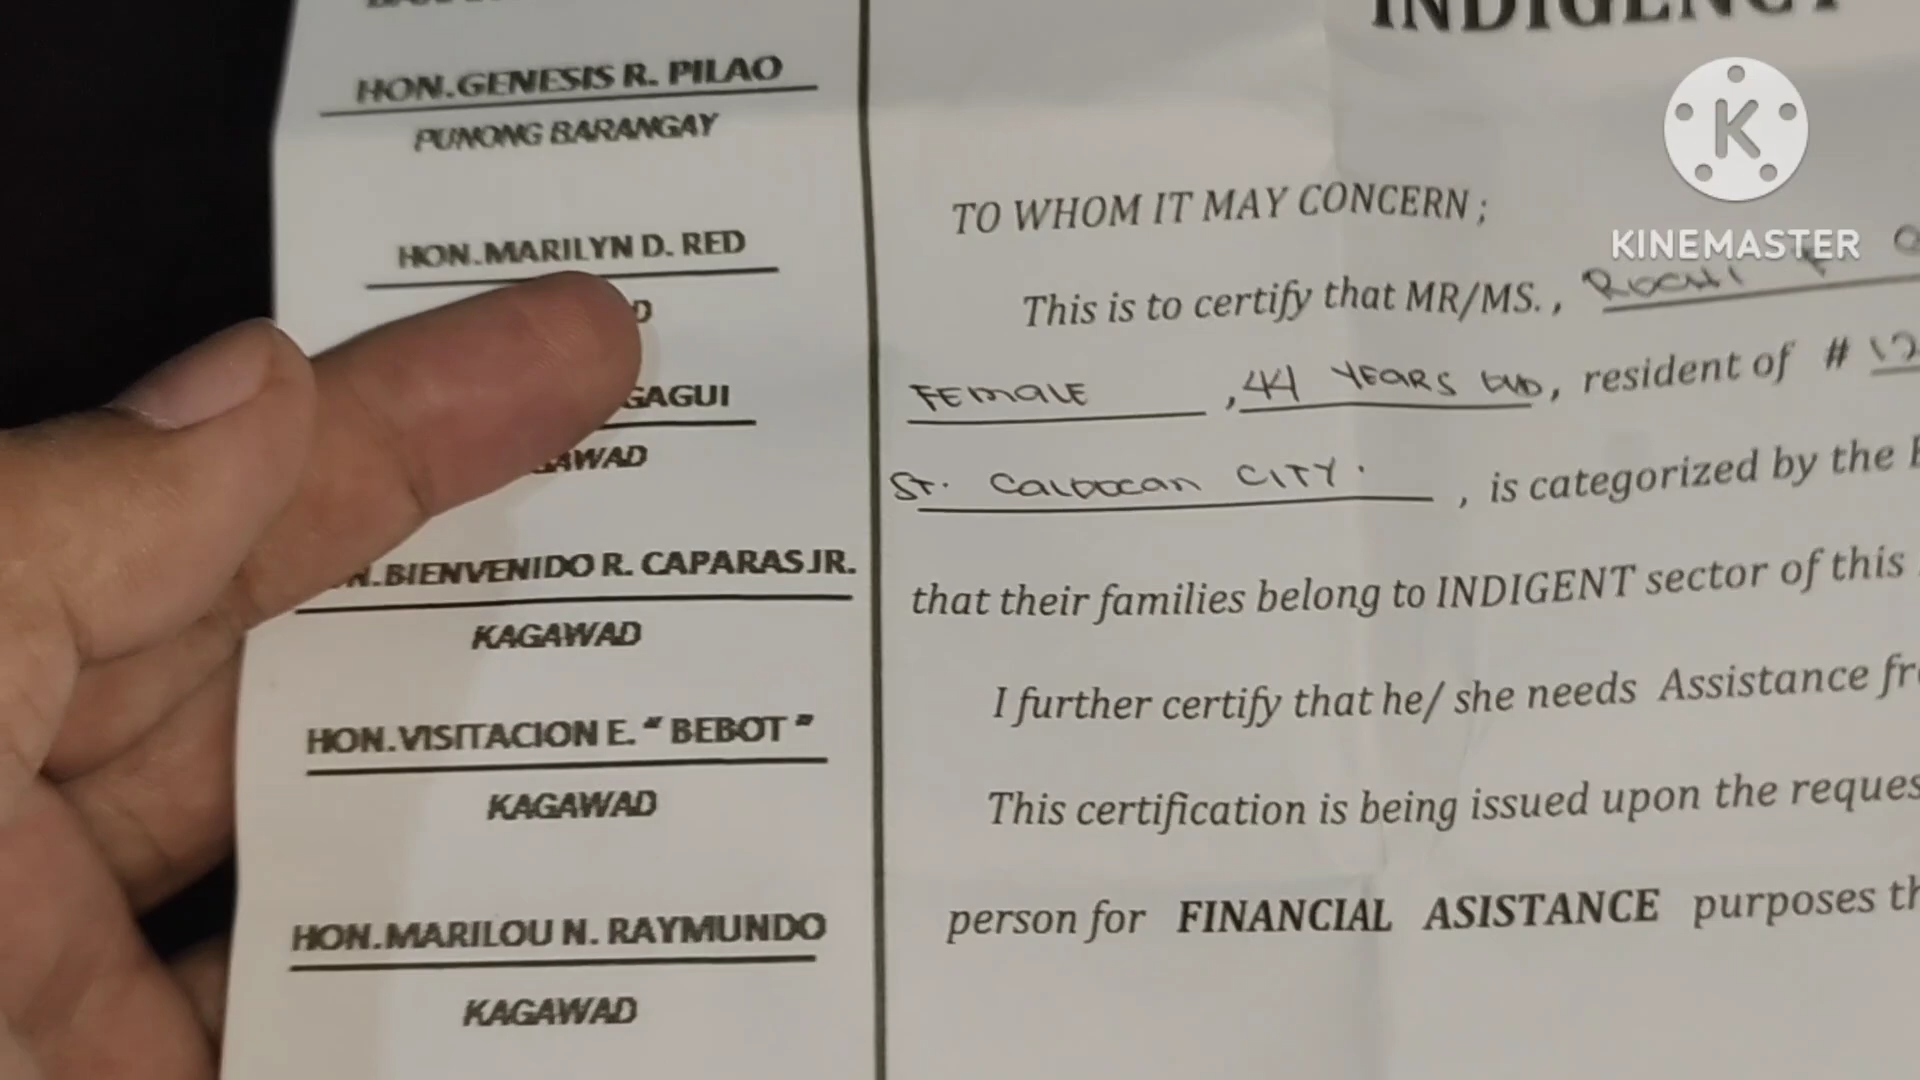 HON.GENESIS R. PILAO
PUNONG BARANGAY
HON.MARILYN D. RED
GAGUI
HON.BIENVENIDO R. CAPARAS JR.
KAGAWAD
HON.VISITACION E. " BEBOT "
KAGAWAD
HON.MARILOU N. RAYMUNDO
KAGAWAD
INDIGENCY
TO WHOM IT MAY CONCERN ;
This is to certify that MR/MS. ,
FEMALE , 44 YEARS OLD , resident of #
ST. CALOOCAN CITY. , is categorized by the
that their families belong to INDIGENT sector of this
I further certify that he/ she needs Assistance
This certification is being issued upon the
person for FINANCIAL ASISTANCE purposes
K
KINEMASTER